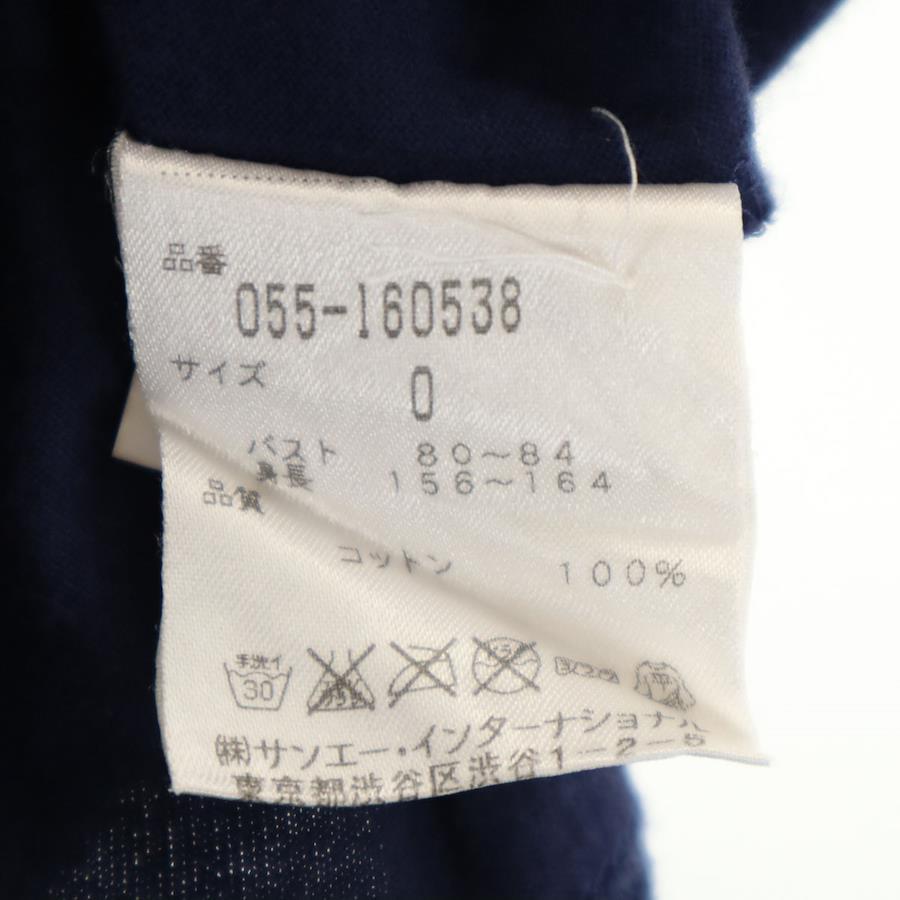 品番
055-160538
サイズ 0
バスト 80〜84
身長 156〜164
品質
コットン 100%
手洗イ
30
平
(株)サンエー・インターナショナル
東京都渋谷区渋谷1-2-5